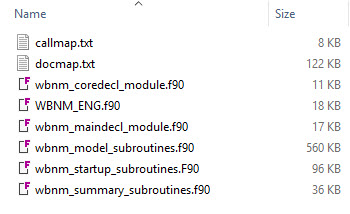 Name Size
callmap.txt 8 KB
docmap.txt 122 KB
wbnm_coredecl_module.f90 11 KB
WBNM_ENG.f90 18 KB
wbnm_maindecl_module.f90 17 KB
wbnm_model_subroutines.f90 560 KB
wbnm_startup_subroutines.F90 96 KB
wbnm_summary_subroutines.f90 36 KB